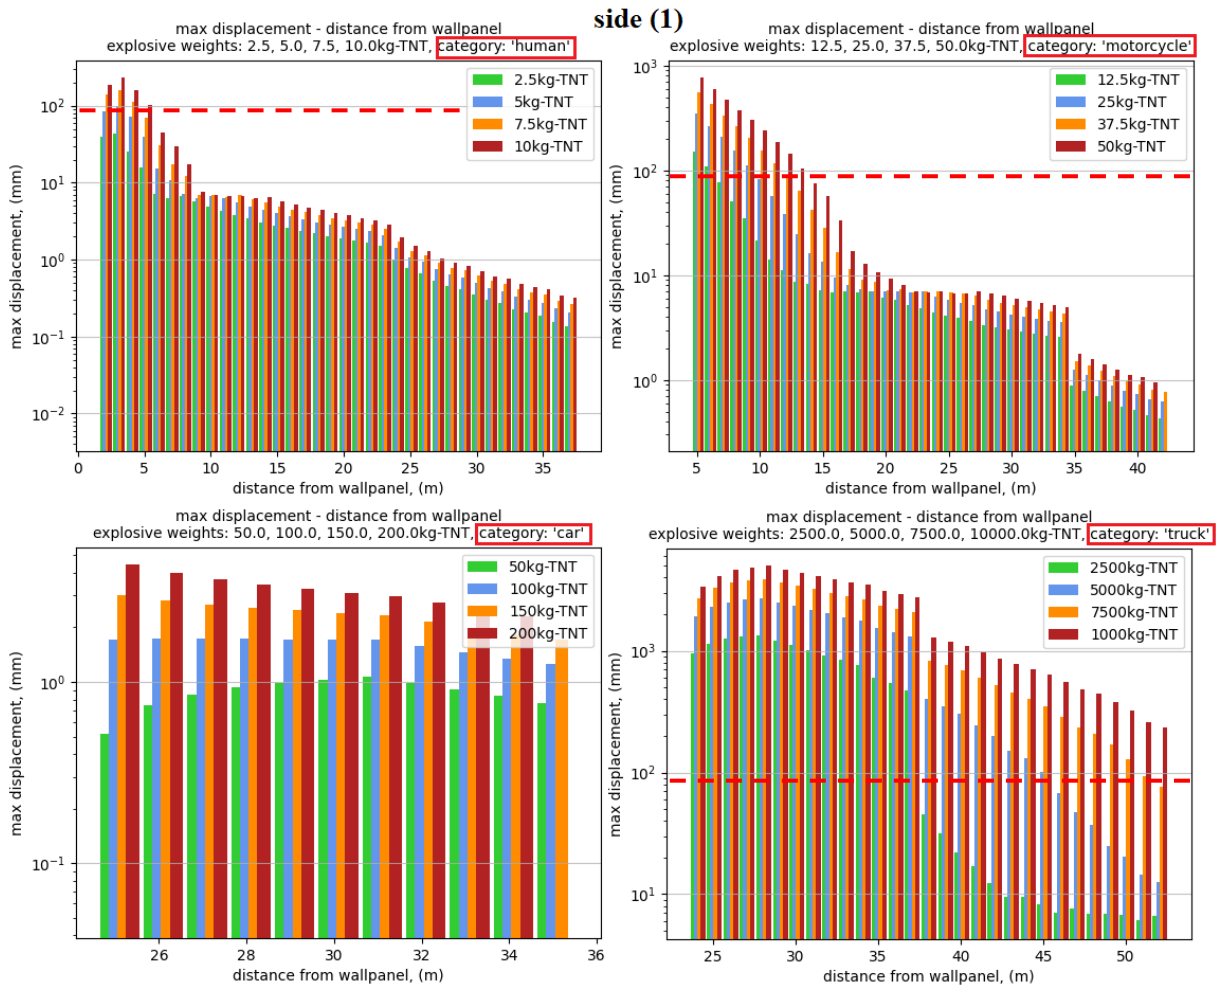 side (1)
max displacement - distance from wallpanel
explosive weights: 2.5, 5.0, 7.5, 10.0kg-TNT, category: 'human'
2.5kg-TNT
5kg-TNT
7.5kg-TNT
10kg-TNT
max displacement, (mm)
10²
10¹
10⁰
10⁻¹
10⁻²
0 5 10 15 20 25 30 35
distance from wallpanel, (m)
max displacement - distance from wallpanel
explosive weights: 12.5, 25.0, 37.5, 50.0kg-TNT, category: 'motorcycle'
12.5kg-TNT
25kg-TNT
37.5kg-TNT
50kg-TNT
max displacement, (mm)
10³
10²
10¹
10⁰
5 10 15 20 25 30 35 40
distance from wallpanel, (m)
max displacement - distance from wallpanel
explosive weights: 50.0, 100.0, 150.0, 200.0kg-TNT, category: 'car'
50kg-TNT
100kg-TNT
150kg-TNT
200kg-TNT
max displacement, (mm)
10⁰
10⁻¹
26 28 30 32 34 36
distance from wallpanel, (m)
max displacement - distance from wallpanel
explosive weights: 2500.0, 5000.0, 7500.0, 10000.0kg-TNT, category: 'truck'
2500kg-TNT
5000kg-TNT
7500kg-TNT
1000kg-TNT
max displacement, (mm)
10³
10²
10¹
25 30 35 40 45 50
distance from wallpanel, (m)